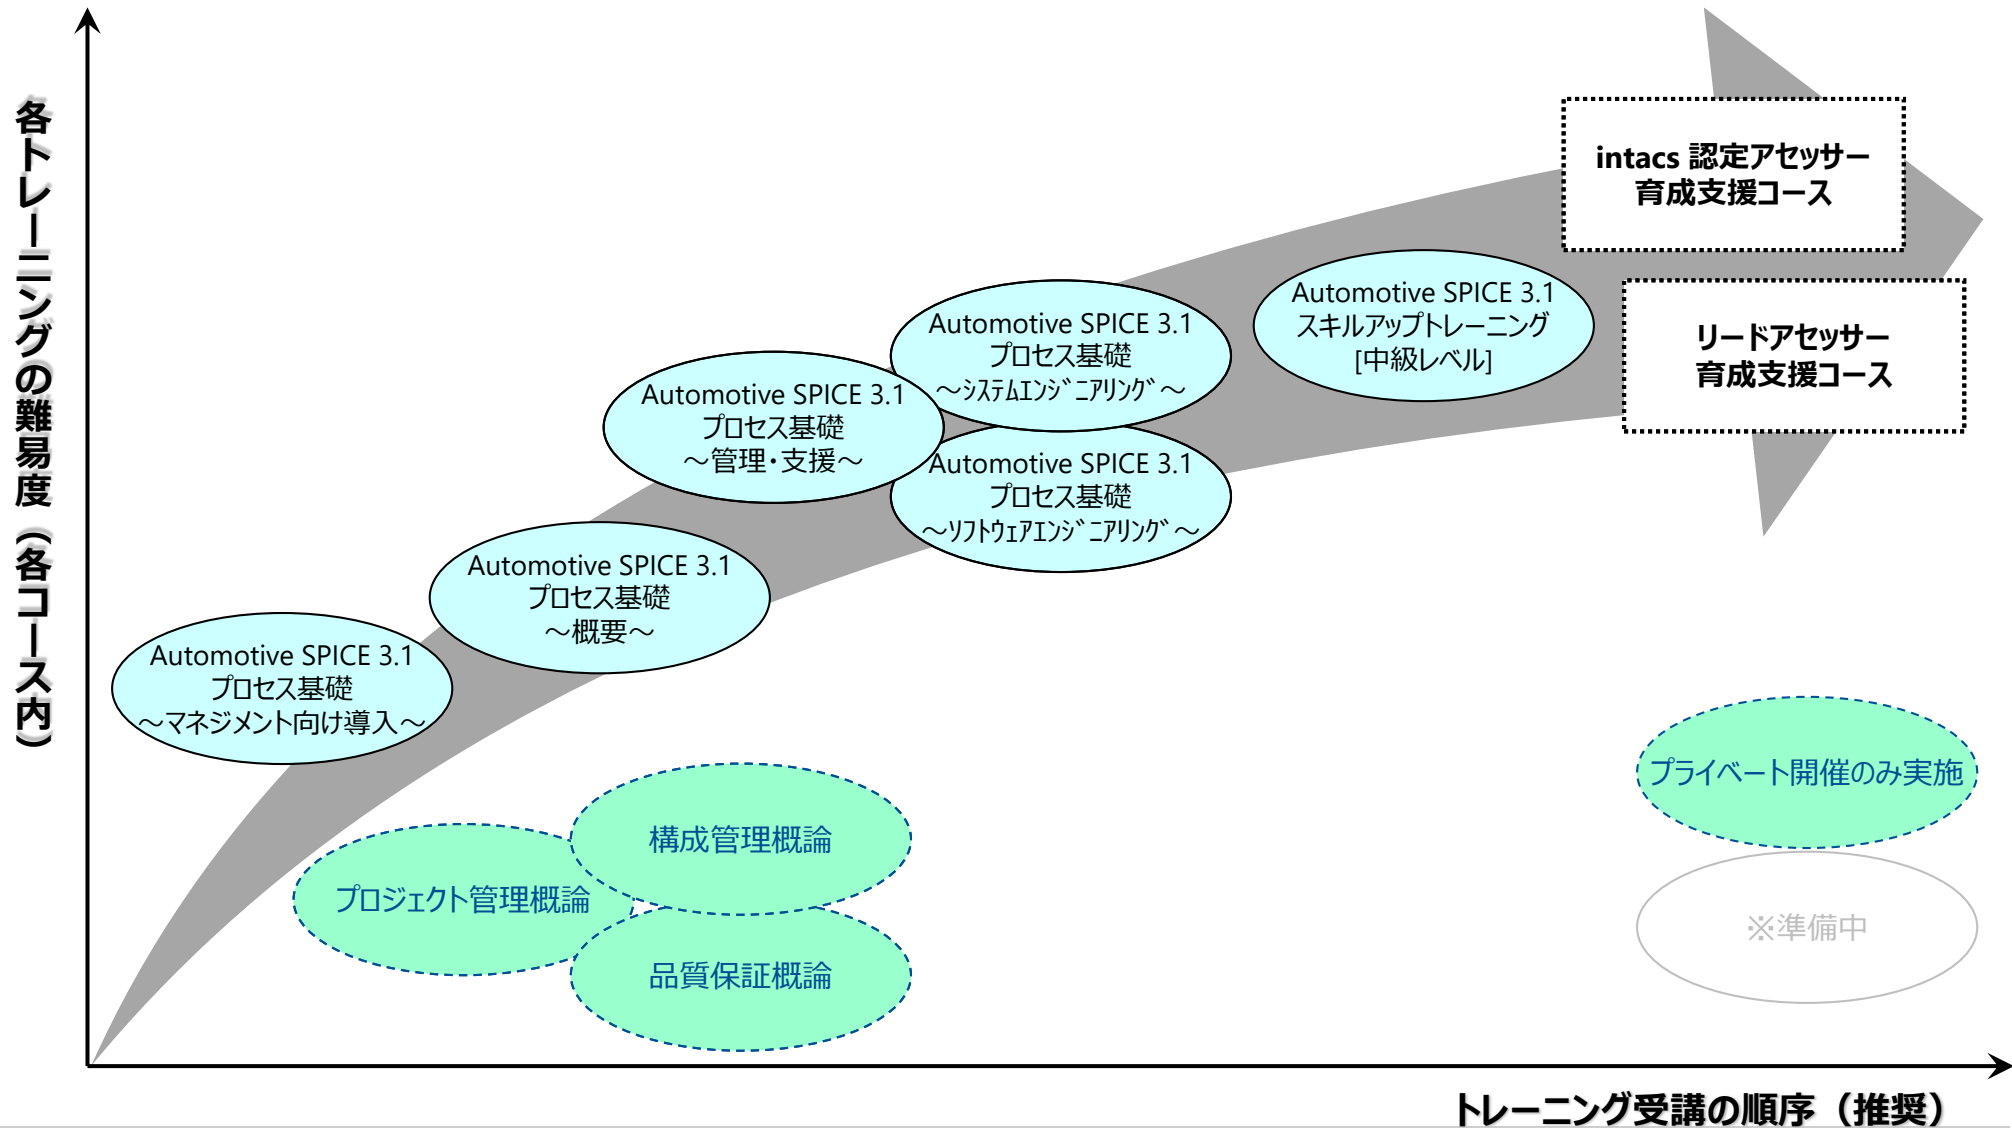 各トレーニングの難易度（各コース内）
intacs 認定アセッサー
育成支援コース
リードアセッサー
育成支援コース
Automotive SPICE 3.1
スキルアップトレーニング
[中級レベル]
Automotive SPICE 3.1
プロセス基礎
～ｼｽﾃﾑｴﾝｼﾞﾆｱﾘﾝｸﾞ～
Automotive SPICE 3.1
プロセス基礎
～管理・支援～
Automotive SPICE 3.1
プロセス基礎
～ｿﾌﾄｳｪｱｴﾝｼﾞﾆｱﾘﾝｸﾞ～
Automotive SPICE 3.1
プロセス基礎
～概要～
Automotive SPICE 3.1
プロセス基礎
～マネジメント向け導入～
プライベート開催のみ実施
構成管理概論
プロジェクト管理概論
品質保証概論
※準備中
トレーニング受講の順序（推奨）